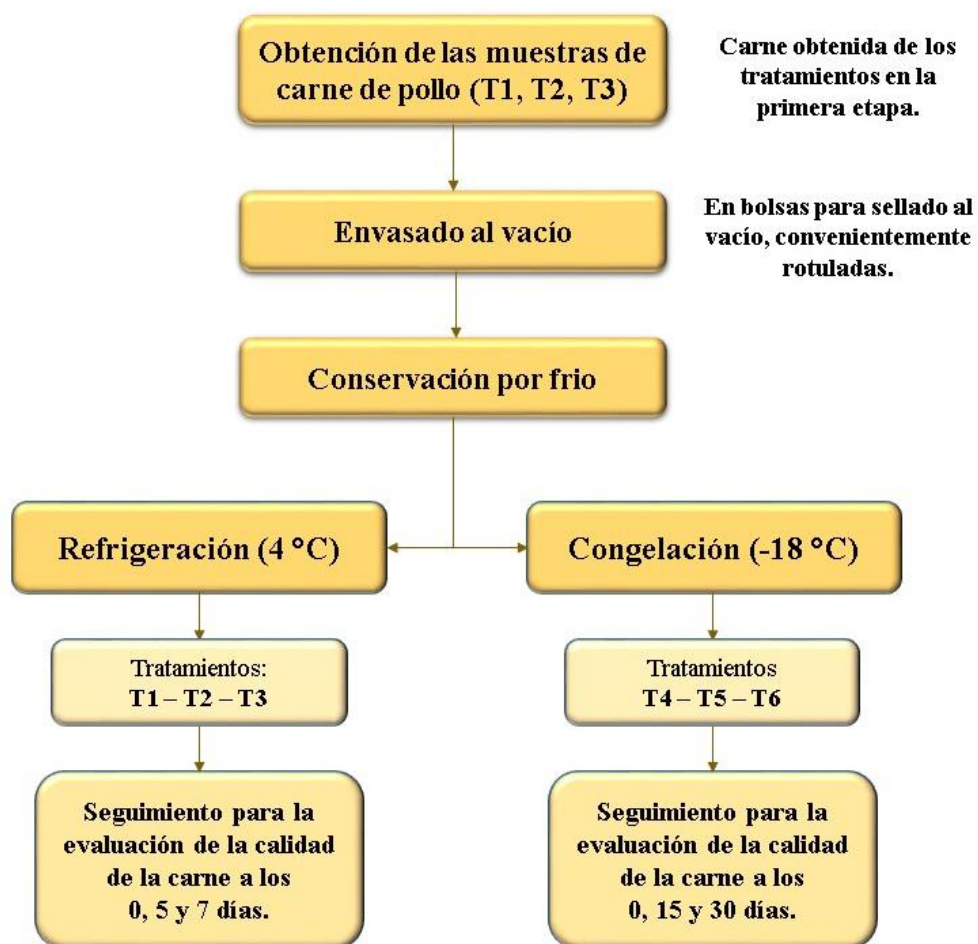 Obtención de las muestras de
carne de pollo (T1, T2, T3)
Carne obtenida de los
tratamientos en la
primera etapa.
Envasado al vacío
En bolsas para sellado al
vacío, convenientemente
rotuladas.
Conservación por frio
Refrigeración (4 °C)
Congelación (-18 °C)
Tratamientos:
T1 – T2 – T3
Tratamientos
T4 – T5 – T6
Seguimiento para la
evaluación de la calidad
de la carne a los
0, 5 y 7 días.
Seguimiento para la
evaluación de la calidad
de la carne a los
0, 15 y 30 días.